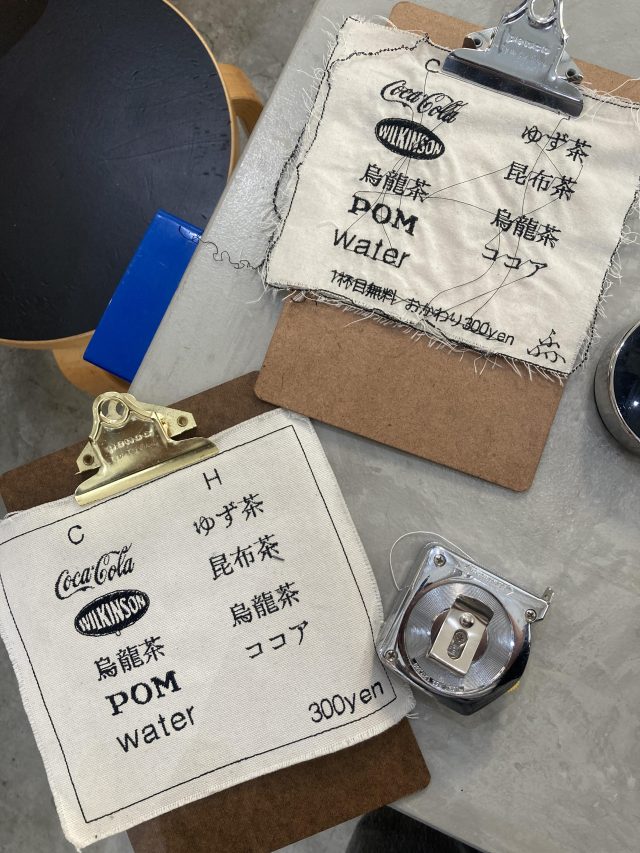 C
Coca-Cola
WILKINSON
烏龍茶
POM
water
ゆず茶
昆布茶
烏龍茶
ココア
1杯目無料 おかわり300yen
C
Coca-Cola
WILKINSON
烏龍茶
POM
water
H
ゆず茶
昆布茶
烏龍茶
ココア
300yen